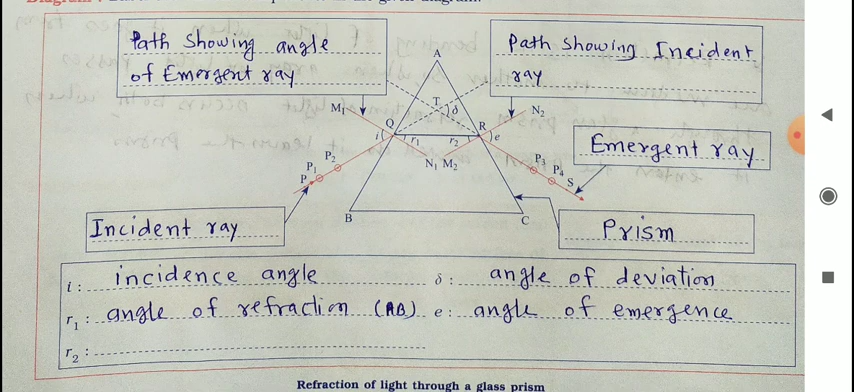 Path Showing angle
of Emergent ray
Path Showing Incident
ray
A
T
δ
M1
N2
Q
R
i
r1
r2
e
Emergent ray
P2
P1
P
N1 M2
P3
P4
S
B
C
Incident ray
Prism
i: incidence angle δ: angle of deviation
r1: angle of refraction (AB) e: angle of emergence
r2:
Refraction of light through a glass prism